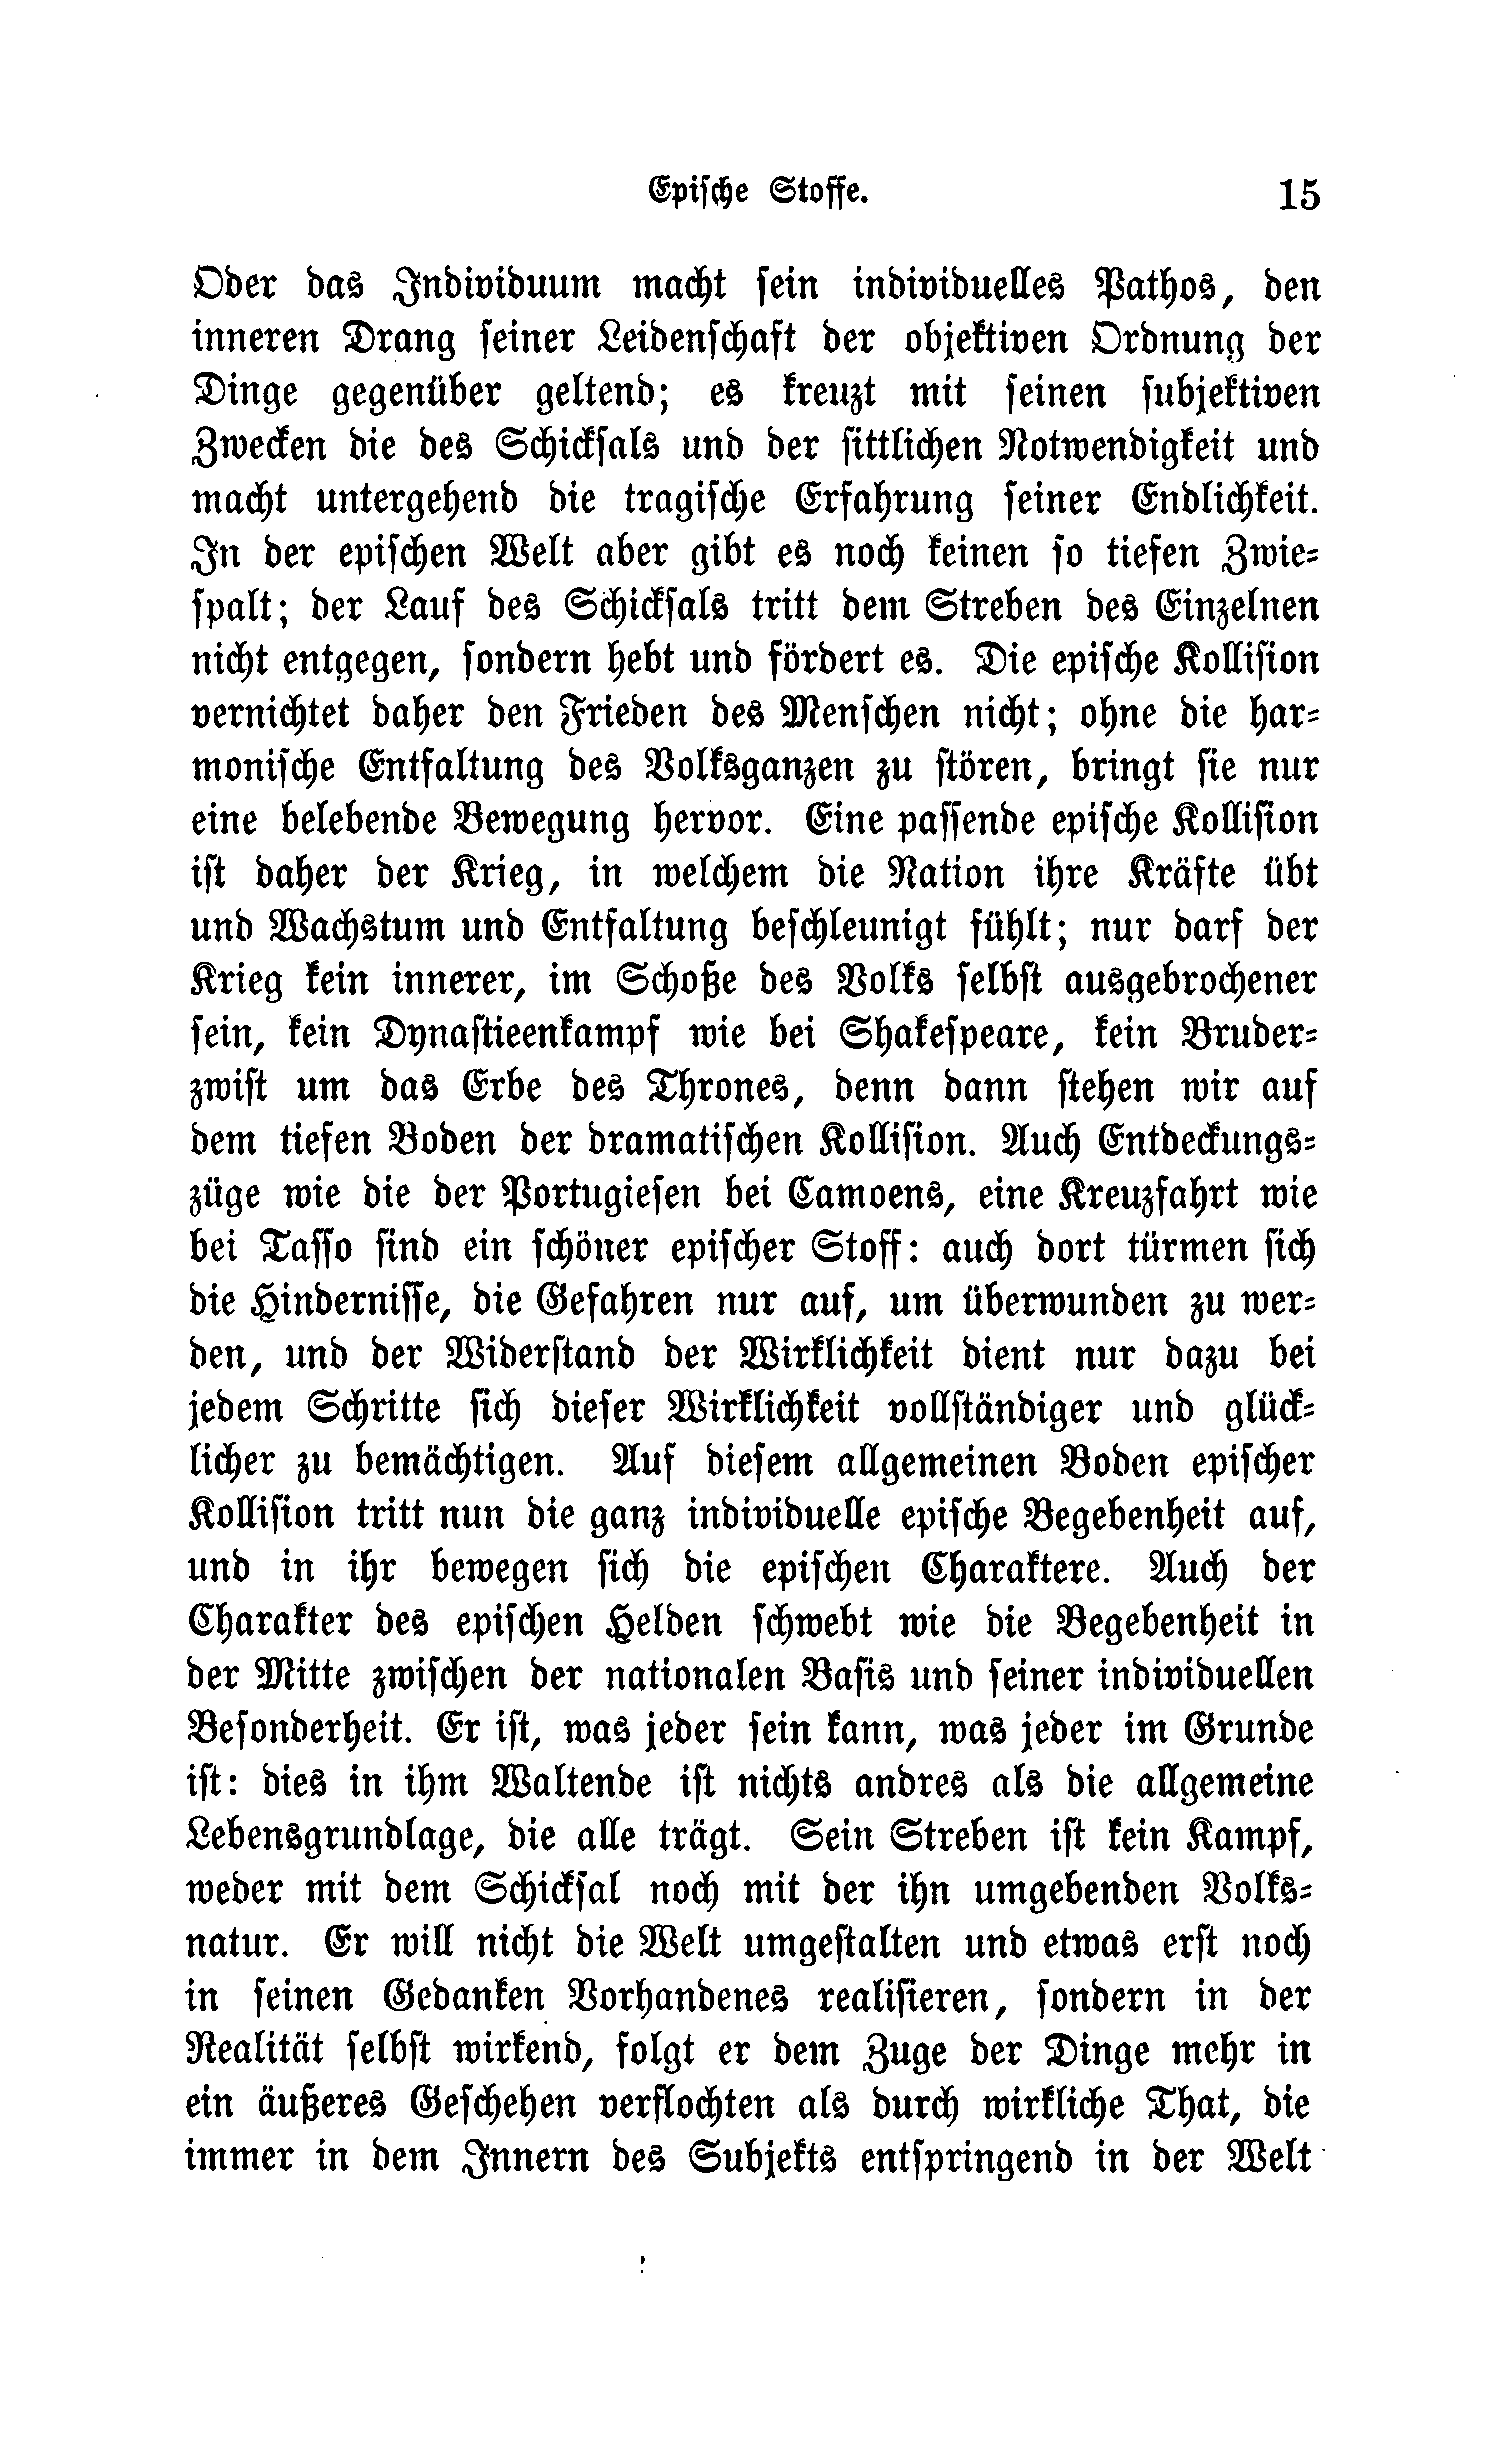 Epische Stoffe. 15
Oder das Individuum macht sein individuelles Pathos, den
inneren Drang seiner Leidenschaft der objektiven Ordnung der
Dinge gegenüber geltend; es kreuzt mit seinen subjektiven
Zwecken die des Schicksals und der sittlichen Notwendigkeit und
macht untergehend die tragische Erfahrung seiner Endlichkeit.
In der epischen Welt aber gibt es noch keinen so tiefen Zwie-
spalt; der Lauf des Schicksals tritt dem Streben des Einzelnen
nicht entgegen, sondern hebt und fördert es. Die epische Kollision
vernichtet daher den Frieden des Menschen nicht; ohne die har-
monische Entfaltung des Volksganzen zu stören, bringt sie nur
eine belebende Bewegung hervor. Eine passende epische Kollision
ist daher der Krieg, in welchem die Nation ihre Kräfte übt
und Wachstum und Entfaltung beschleunigt fühlt; nur darf der
Krieg kein innerer, im Schoße des Volks selbst ausgebrochener
sein, kein Dynastieenkampf wie bei Shakespeare, kein Bruder-
zwist um das Erbe des Thrones, denn dann stehen wir auf
dem tiefen Boden der dramatischen Kollision. Auch Entdeckungs-
züge wie die der Portugiesen bei Camoens, eine Kreuzfahrt wie
bei Tasso sind ein schöner epischer Stoff: auch dort türmen sich
die Hindernisse, die Gefahren nur auf, um überwunden zu wer-
den, und der Widerstand der Wirklichkeit dient nur dazu bei
jedem Schritte sich dieser Wirklichkeit vollständiger und glück-
licher zu bemächtigen. Auf diesem allgemeinen Boden epischer
Kollision tritt nun die ganz individuelle epische Begebenheit auf,
und in ihr bewegen sich die epischen Charaktere. Auch der
Charakter des epischen Helden schwebt wie die Begebenheit in
der Mitte zwischen der nationalen Basis und seiner individuellen
Besonderheit. Er ist, was jeder sein kann, was jeder im Grunde
ist: dies in ihm Waltende ist nichts andres als die allgemeine
Lebensgrundlage, die alle trägt. Sein Streben ist kein Kampf,
weder mit dem Schicksal noch mit der ihn umgebenden Volks-
natur. Er will nicht die Welt umgestalten und etwas erst noch
in seinen Gedanken Vorhandenes realisieren, sondern in der
Realität selbst wirkend, folgt er dem Zuge der Dinge mehr in
ein äußeres Geschehen verflochten als durch wirkliche That, die
immer in dem Innern des Subjekts entspringend in der Welt